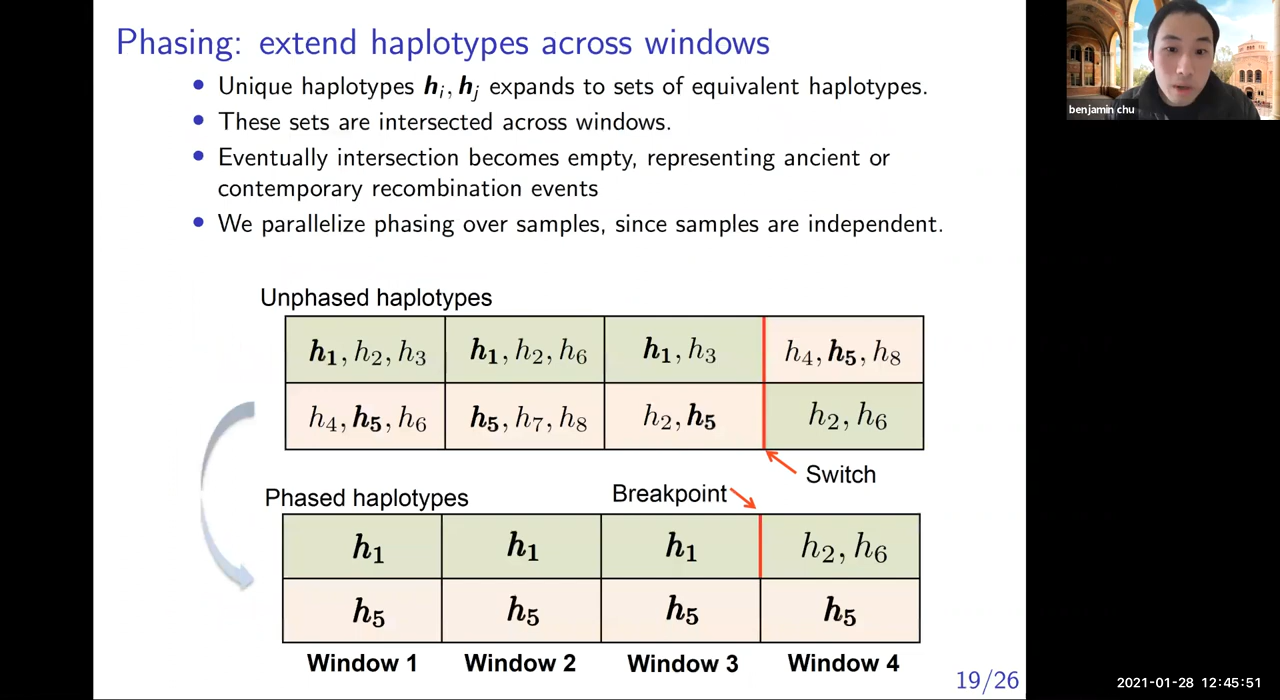 Phasing: extend haplotypes across windows
benjamin chu
• Unique haplotypes hᵢ, hⱼ expands to sets of equivalent haplotypes.
• These sets are intersected across windows.
• Eventually intersection becomes empty, representing ancient or
contemporary recombination events
• We parallelize phasing over samples, since samples are independent.
Unphased haplotypes
h₁, h₂, h₃ h₁, h₂, h₆ h₁, h₃ h₄, h₅, h₈
h₄, h₅, h₆ h₅, h₇, h₈ h₂, h₅ h₂, h₆
Switch
Phased haplotypes
Breakpoint
h₁ h₁ h₁ h₂, h₆
h₅ h₅ h₅ h₅
Window 1 Window 2 Window 3 Window 4
19/26
2021-01-28 12:45:51